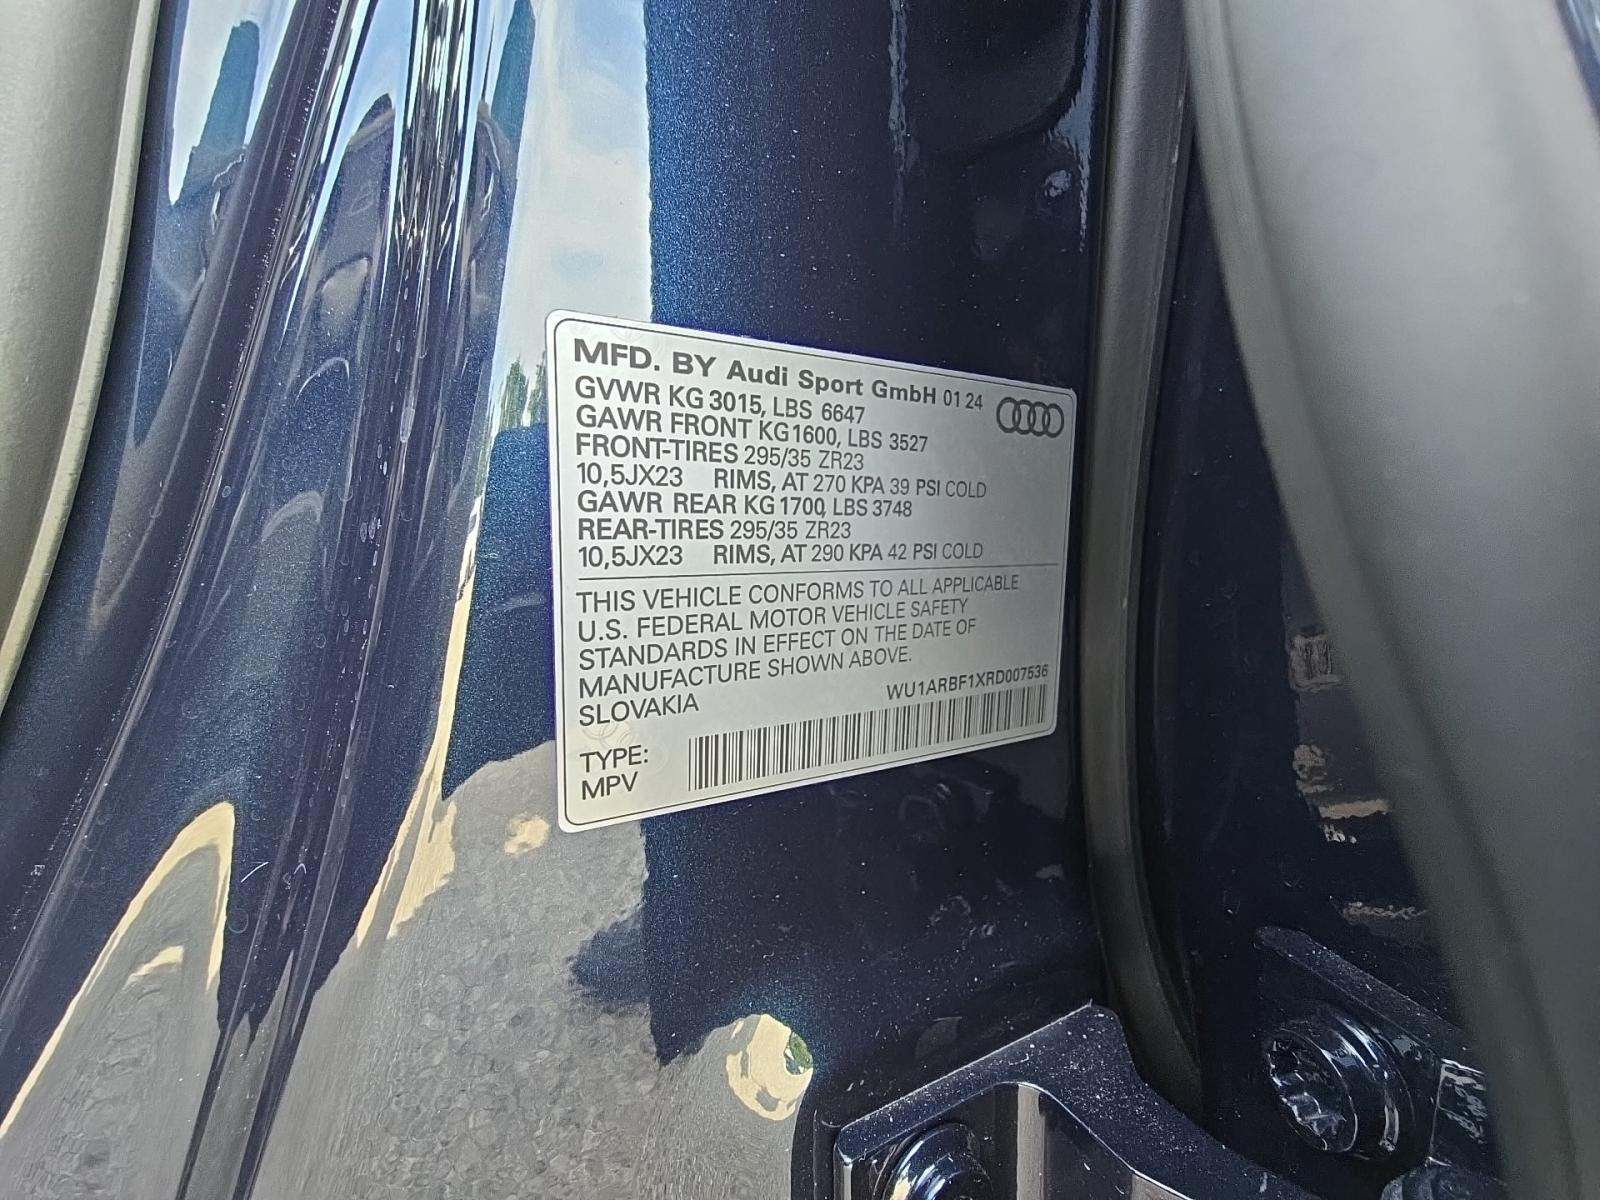 MFD. BY Audi Sport GmbH 01 24
GVWR KG 3015, LBS 6647
GAWR FRONT KG 1600, LBS 3527
FRONT-TIRES 295/35 ZR23
10,5JX23 RIMS, AT 270 KPA 39 PSI COLD
GAWR REAR KG 1700, LBS 3748
REAR-TIRES 295/35 ZR23
10,5JX23 RIMS, AT 290 KPA 42 PSI COLD
THIS VEHICLE CONFORMS TO ALL APPLICABLE
U.S. FEDERAL MOTOR VEHICLE SAFETY
STANDARDS IN EFFECT ON THE DATE OF
MANUFACTURE SHOWN ABOVE.
SLOVAKIA
WU1ARBF1XRD007536
TYPE:
MPV